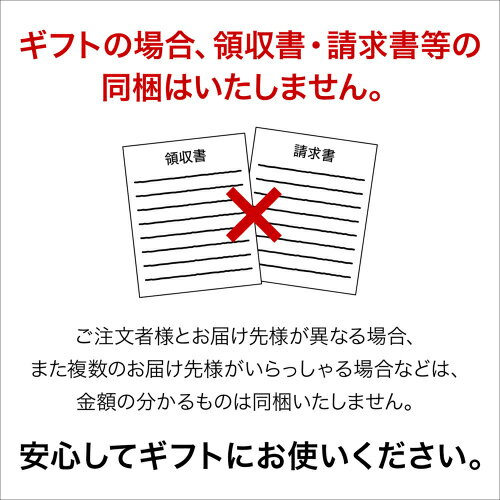 ギフトの場合、領収書・請求書等の
同梱はいたしません。
領収書
請求書
ご注文者様とお届け先様が異なる場合、
また複数のお届け先様がいらっしゃる場合などは、
金額の分かるものは同梱いたしません。
安心してギフトにお使いください。